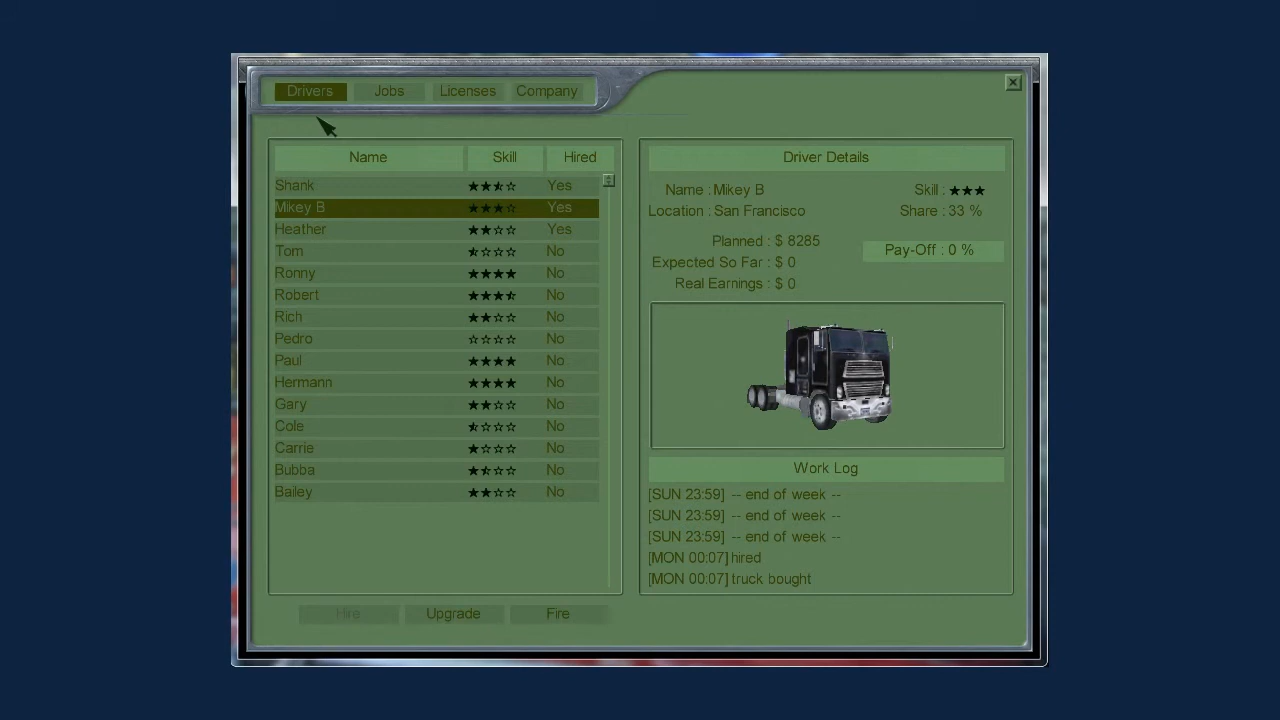 Drivers Jobs Licenses Company
Name Skill Hired
Shank ★★⯪☆ Yes
Mikey B ★★★☆ Yes
Heather ★★☆☆ Yes
Tom ⯪☆☆☆ No
Ronny ★★★★ No
Robert ★★★⯪ No
Rich ★★☆☆ No
Pedro ☆☆☆☆ No
Paul ★★★★ No
Hermann ★★★★ No
Gary ★★☆☆ No
Cole ⯪☆☆☆ No
Carrie ★☆☆☆ No
Bubba ★⯪☆☆ No
Bailey ★★☆☆ No
Hire Upgrade Fire
Driver Details
Name : Mikey B Skill : ★★★
Location : San Francisco Share : 33 %
Planned : $ 8285
Pay-Off : 0 %
Expected So Far : $ 0
Real Earnings : $ 0
Work Log
[SUN 23:59] -- end of week --
[SUN 23:59] -- end of week --
[SUN 23:59] -- end of week --
[MON 00:07] hired
[MON 00:07] truck bought